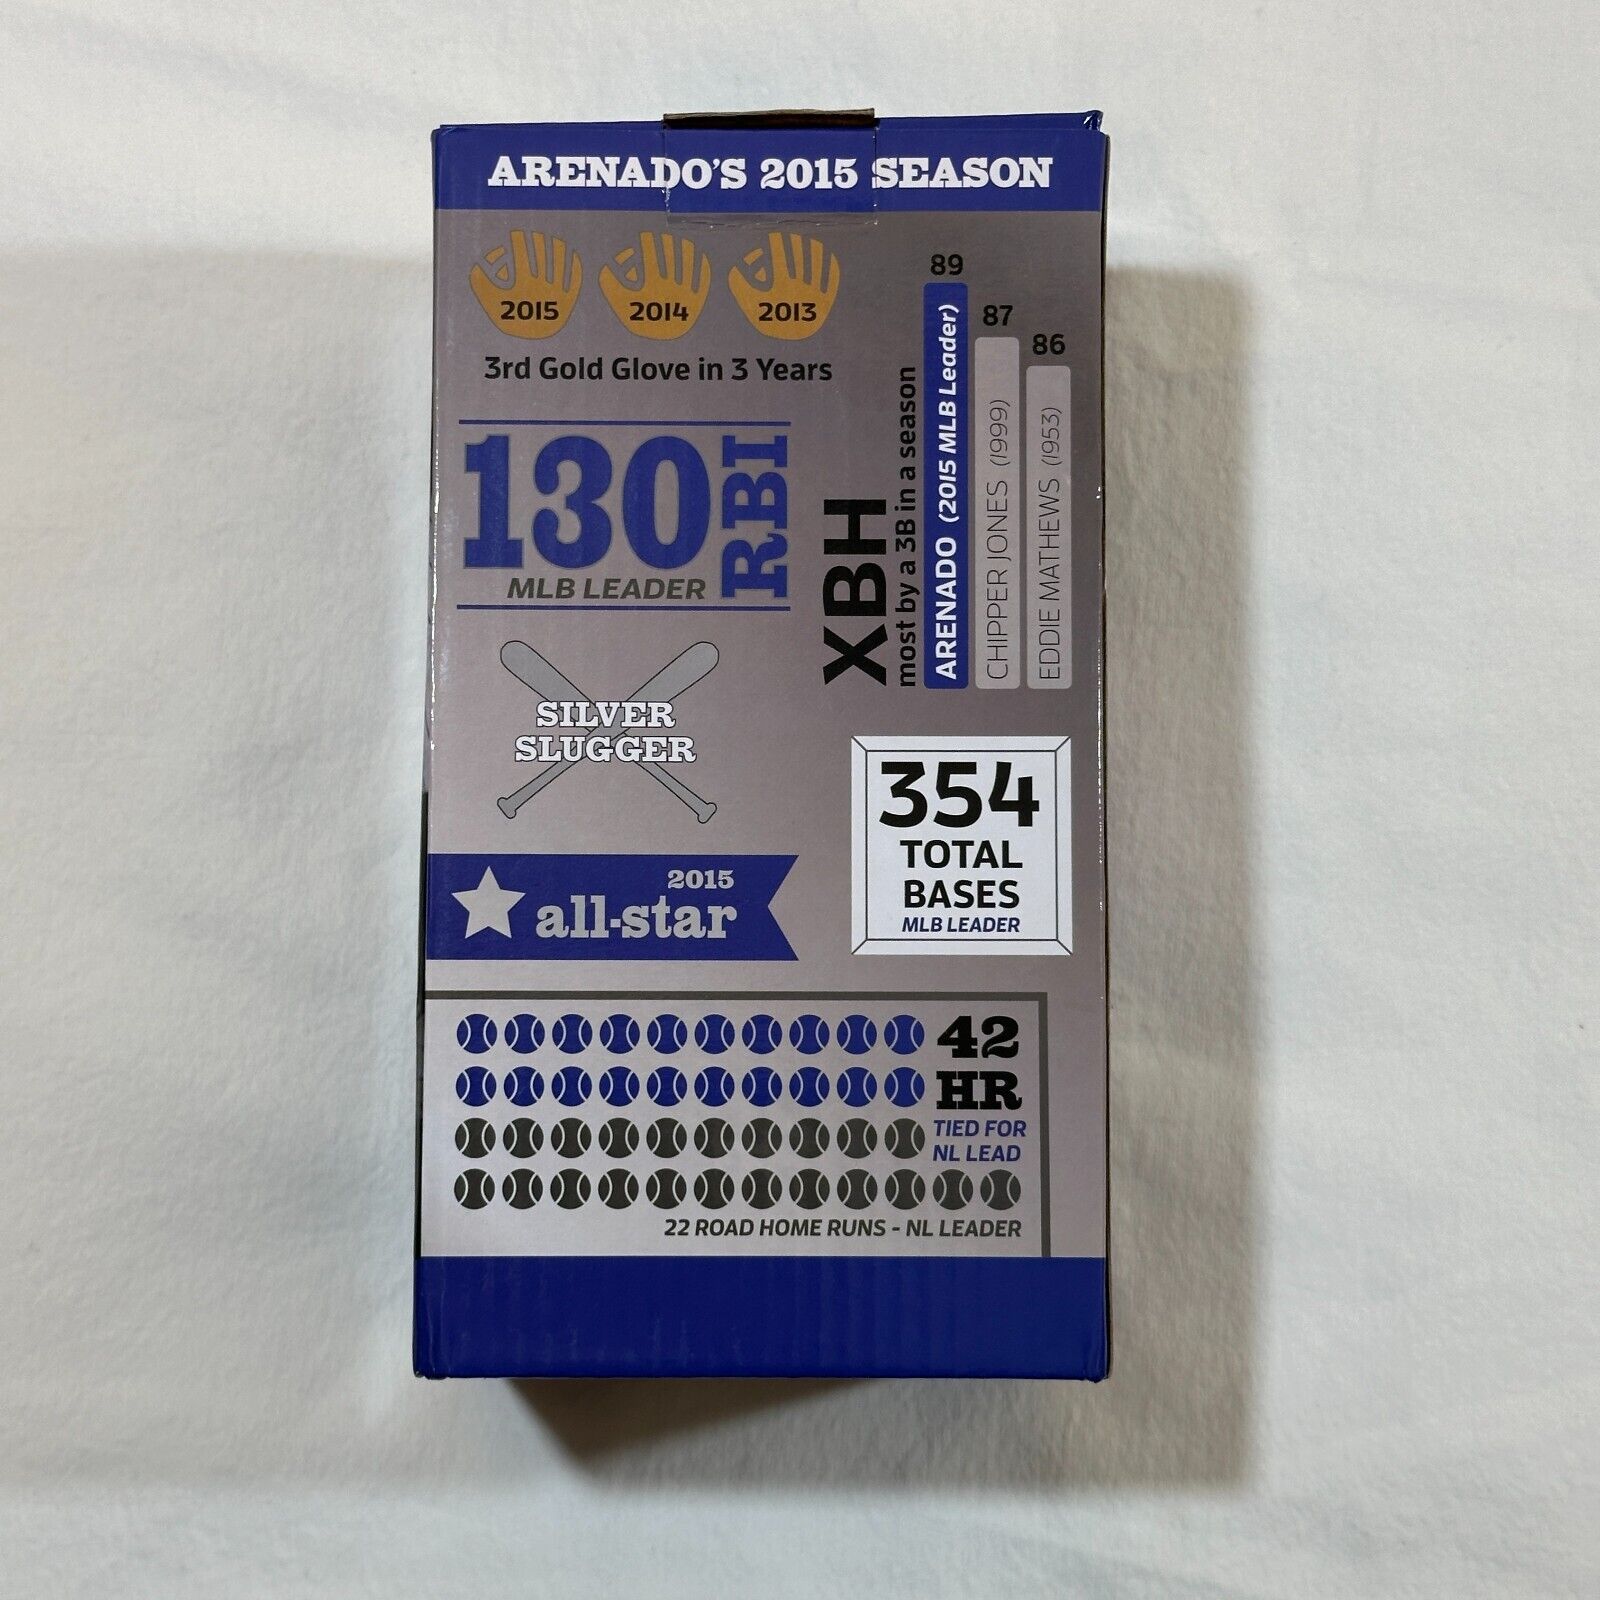 ARENADO'S 2015 SEASON
2015
2014
2013
3rd Gold Glove in 3 Years
130
RBI
MLB LEADER
XBH
most by a 3B in a season
89
ARENADO (2015 MLB Leader)
87
CHIPPER JONES (1999)
86
EDDIE MATHEWS (1953)
SILVER
SLUGGER
354
TOTAL
BASES
MLB LEADER
2015
all-star
42
HR
TIED FOR
NL LEAD
22 ROAD HOME RUNS - NL LEADER